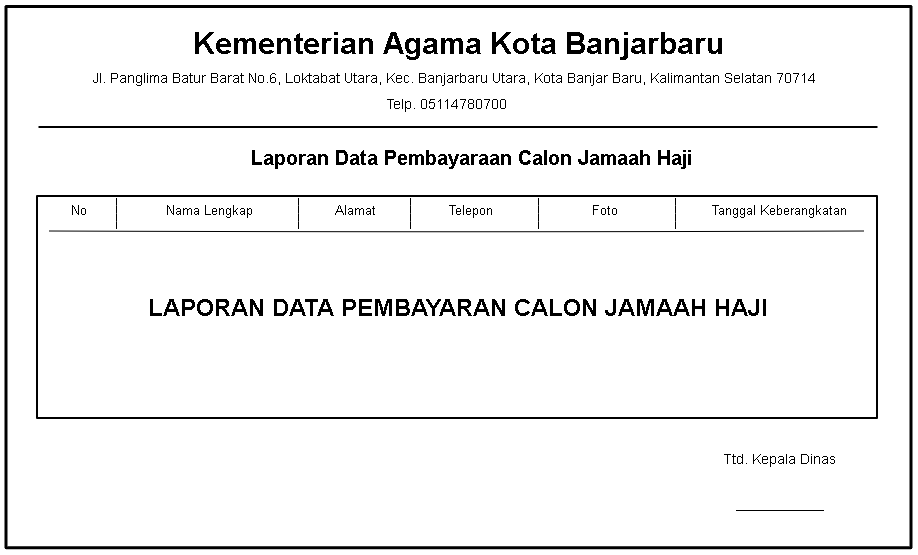 Kementerian Agama Kota Banjarbaru
Jl. Panglima Batur Barat No.6, Loktabat Utara, Kec. Banjarbaru Utara, Kota Banjar Baru, Kalimantan Selatan 70714
Telp. 05114780700
Laporan Data Pembayaraan Calon Jamaah Haji
No Nama Lengkap Alamat Telepon Foto Tanggal Keberangkatan
LAPORAN DATA PEMBAYARAN CALON JAMAAH HAJI
Ttd. Kepala Dinas